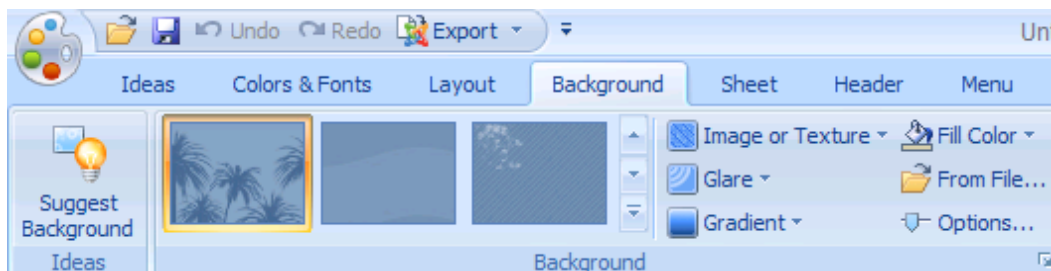 Undo Redo Export Un
Ideas Colors & Fonts Layout Background Sheet Header Menu
Suggest Background
Image or Texture Fill Color
Glare From File...
Gradient Options...
Ideas Background